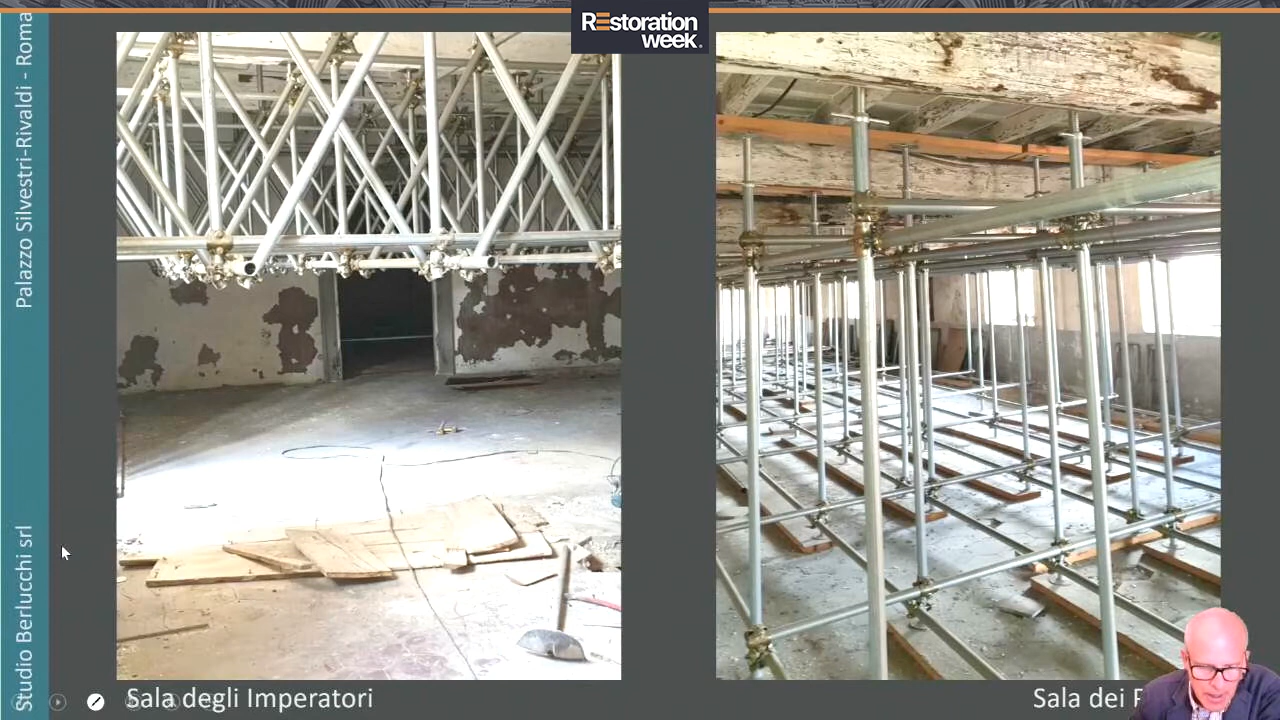 REstoration
week.
Palazzo Silvestri-Rivaldi - Roma
Studio Berlucchi srl
Sala degli Imperatori
Sala dei